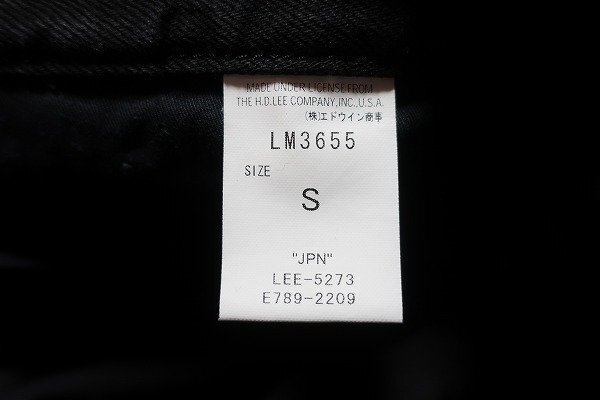 MADE UNDER LICENSE FROM
THE H.D.LEE COMPANY,INC.,U.S.A.
(株)エドウイン商事
LM3655
SIZE
S
"JPN"
LEE-5273
E789-2209